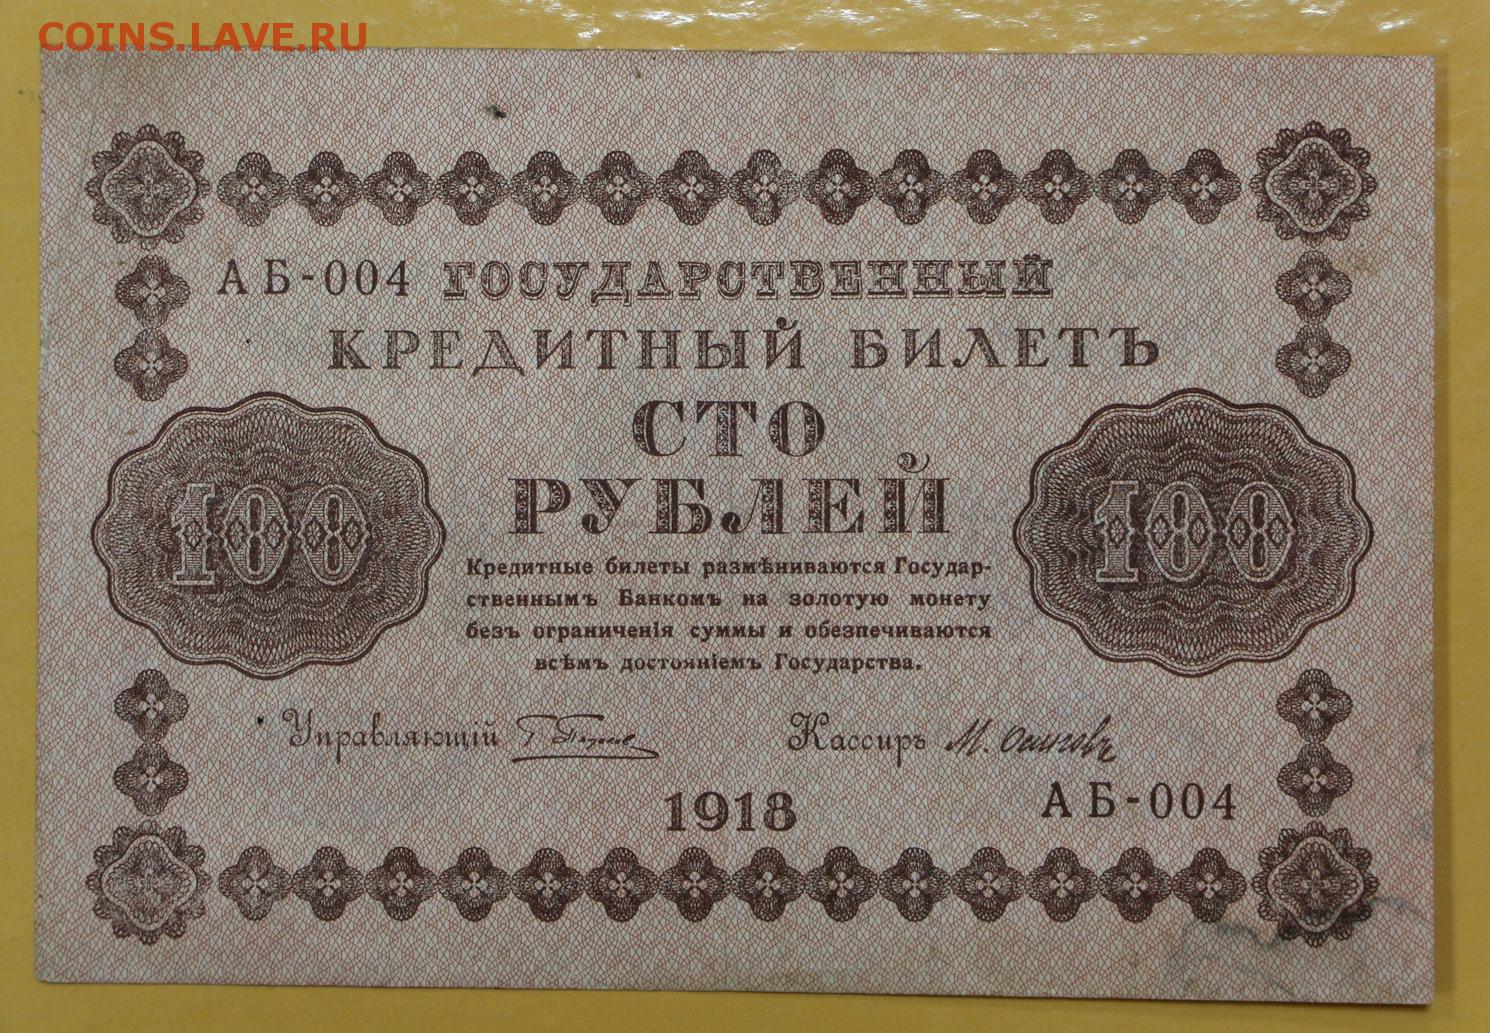 COINS.LAVE.RU
АБ-004 ГОСУДАРСТВЕННЫЙ
КРЕДИТНЫЙ БИЛЕТЪ
СТО
РУБЛЕЙ
100
100
Кредитные билеты размѣниваются Государ-
ственнымъ Банкомъ на золотую монету
безъ ограниченія суммы и обезпечиваются
всѣмъ достояніемъ Государства.
Управляющій Кассиръ М. Осиповъ
1918
АБ-004